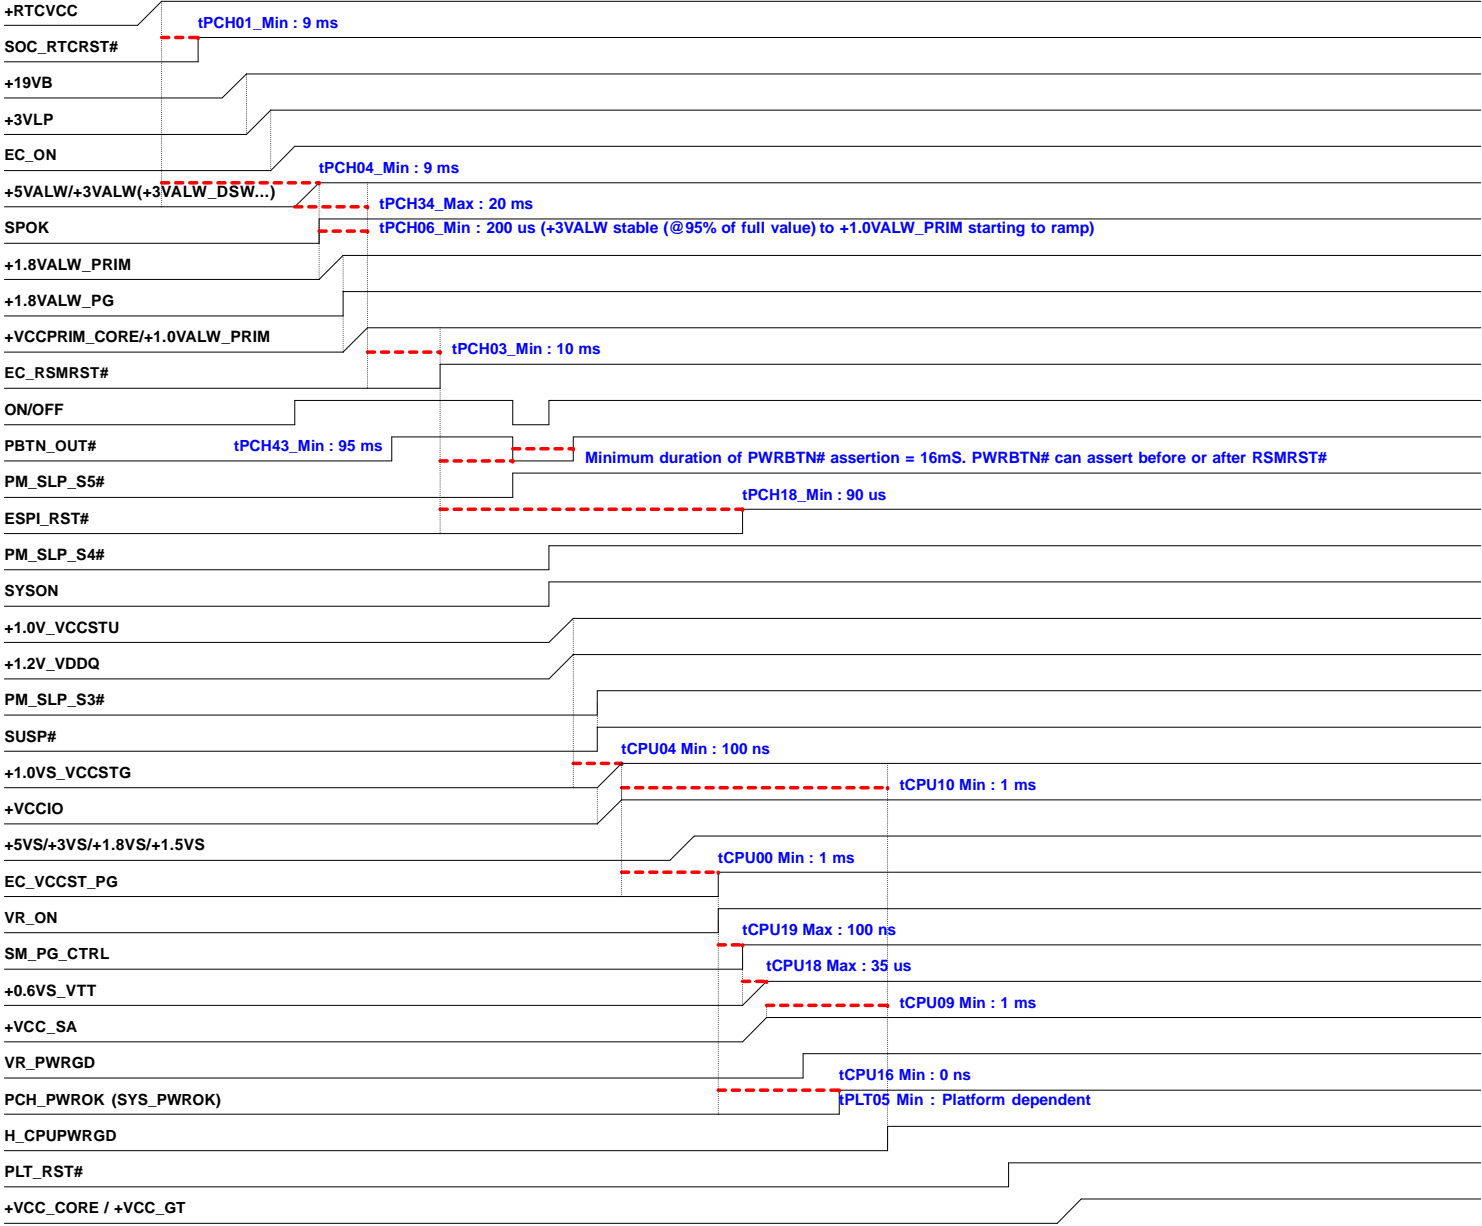 +RTCVCC
tPCH01_Min : 9 ms
SOC_RTCRST#
+19VB
+3VLP
EC_ON
tPCH04_Min : 9 ms
+5VALW/+3VALW(+3VALW_DSW...)
tPCH34_Max : 20 ms
SPOK
tPCH06_Min : 200 us (+3VALW stable (@95% of full value) to +1.0VALW_PRIM starting to ramp)
+1.8VALW_PRIM
+1.8VALW_PG
+VCCPRIM_CORE/+1.0VALW_PRIM
tPCH03_Min : 10 ms
EC_RSMRST#
ON/OFF
PBTN_OUT#
tPCH43_Min : 95 ms
Minimum duration of PWRBTN# assertion = 16mS. PWRBTN# can assert before or after RSMRST#
PM_SLP_S5#
tPCH18_Min : 90 us
ESPI_RST#
PM_SLP_S4#
SYSON
+1.0V_VCCSTU
+1.2V_VDDQ
PM_SLP_S3#
SUSP#
tCPU04 Min : 100 ns
+1.0VS_VCCSTG
tCPU10 Min : 1 ms
+VCCIO
+5VS/+3VS/+1.8VS/+1.5VS
tCPU00 Min : 1 ms
EC_VCCST_PG
VR_ON
tCPU19 Max : 100 ns
SM_PG_CTRL
tCPU18 Max : 35 us
+0.6VS_VTT
tCPU09 Min : 1 ms
+VCC_SA
VR_PWRGD
tCPU16 Min : 0 ns
PCH_PWROK (SYS_PWROK)
tPLT05 Min : Platform dependent
H_CPUPWRGD
PLT_RST#
+VCC_CORE / +VCC_GT